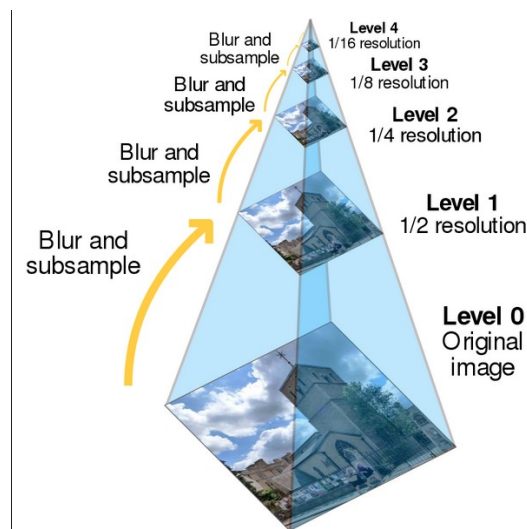 Blur and
subsample
Level 4
1/16 resolution
Blur and
subsample
Level 3
1/8 resolution
Blur and
subsample
Level 2
1/4 resolution
Blur and
subsample
Level 1
1/2 resolution
Level 0
Original
image